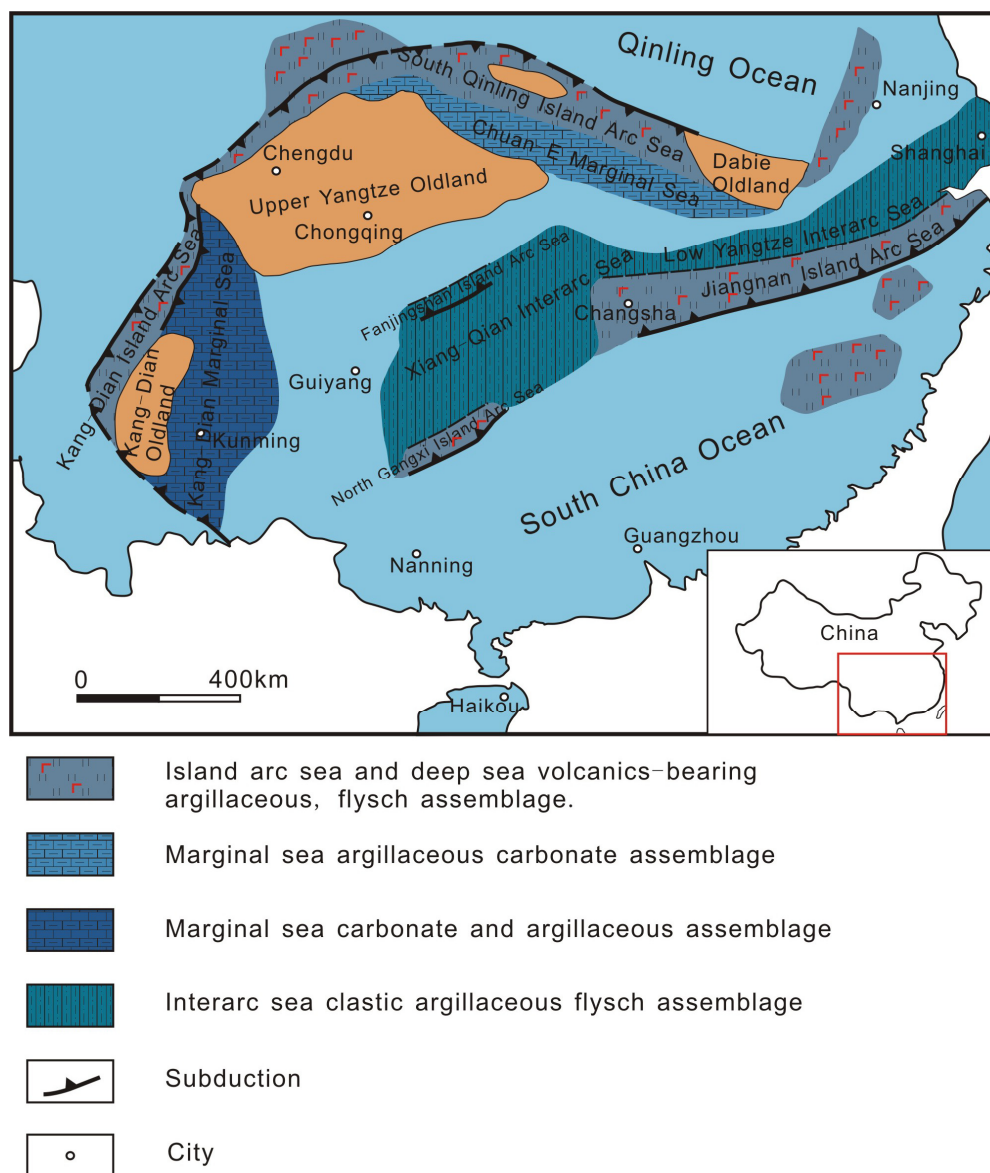 Qinling Ocean
South Qinling Island Arc Sea
Nanjing
Chuan-E Marginal Sea
Shanghai
Chengdu
Dabie
Oldland
Upper Yangtze Oldland
Chongqing
Low Yangtze Interarc Sea
Fanjingshan Island Arc Sea
Xiang-Qian Interarc Sea
Jiangnan Island Arc Sea
Changsha
Kang-Dian Island Arc Sea
Kang-Dian Marginal Sea
Guiyang
Kang-Dian
Oldland
Kunming
North Gangxi Island Arc Sea
South China Ocean
Guangzhou
Nanning
China
0 400km
Haikou
Island arc sea and deep sea volcanics-bearing
argillaceous, flysch assemblage.
Marginal sea argillaceous carbonate assemblage
Marginal sea carbonate and argillaceous assemblage
Interarc sea clastic argillaceous flysch assemblage
Subduction
City